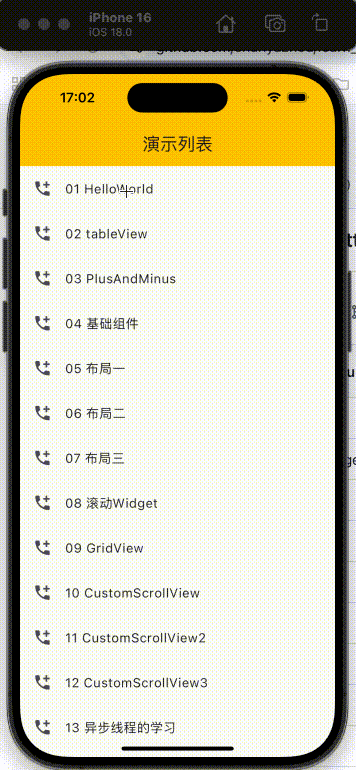 iPhone 16
iOS 18.0
17:02
演示列表
01 HelloWorld
02 tableView
03 PlusAndMinus
04 基础组件
05 布局一
06 布局二
07 布局三
08 滚动Widget
09 GridView
10 CustomScrollView
11 CustomScrollView2
12 CustomScrollView3
13 异步线程的学习